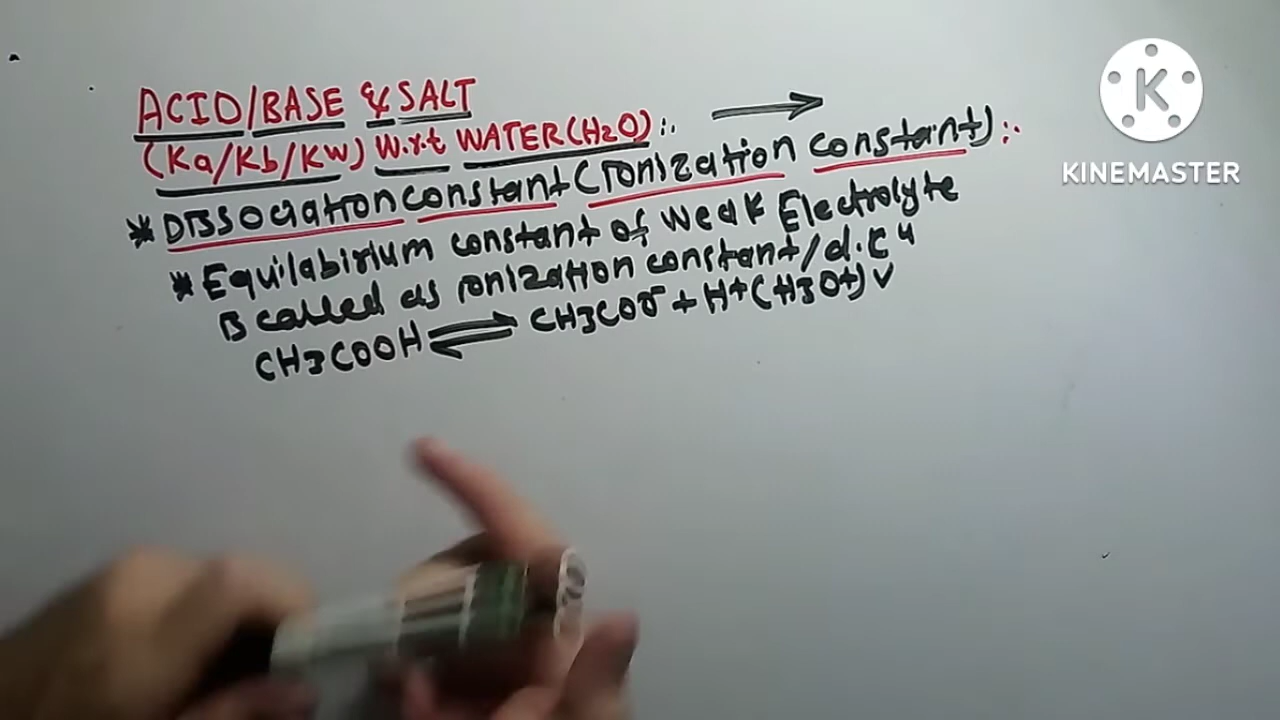 ACID/BASE & SALT
(Ka/Kb/Kw) W.r.t WATER(H2O):.
* Dissociation constant (Ionization constant):.
* Equilabirium constant of weak Electrolyte
is called as ionization constant/d.c "
CH3COOH ⇌ CH3COO⁻ + H+(H3O+) ✓
K
KINEMASTER